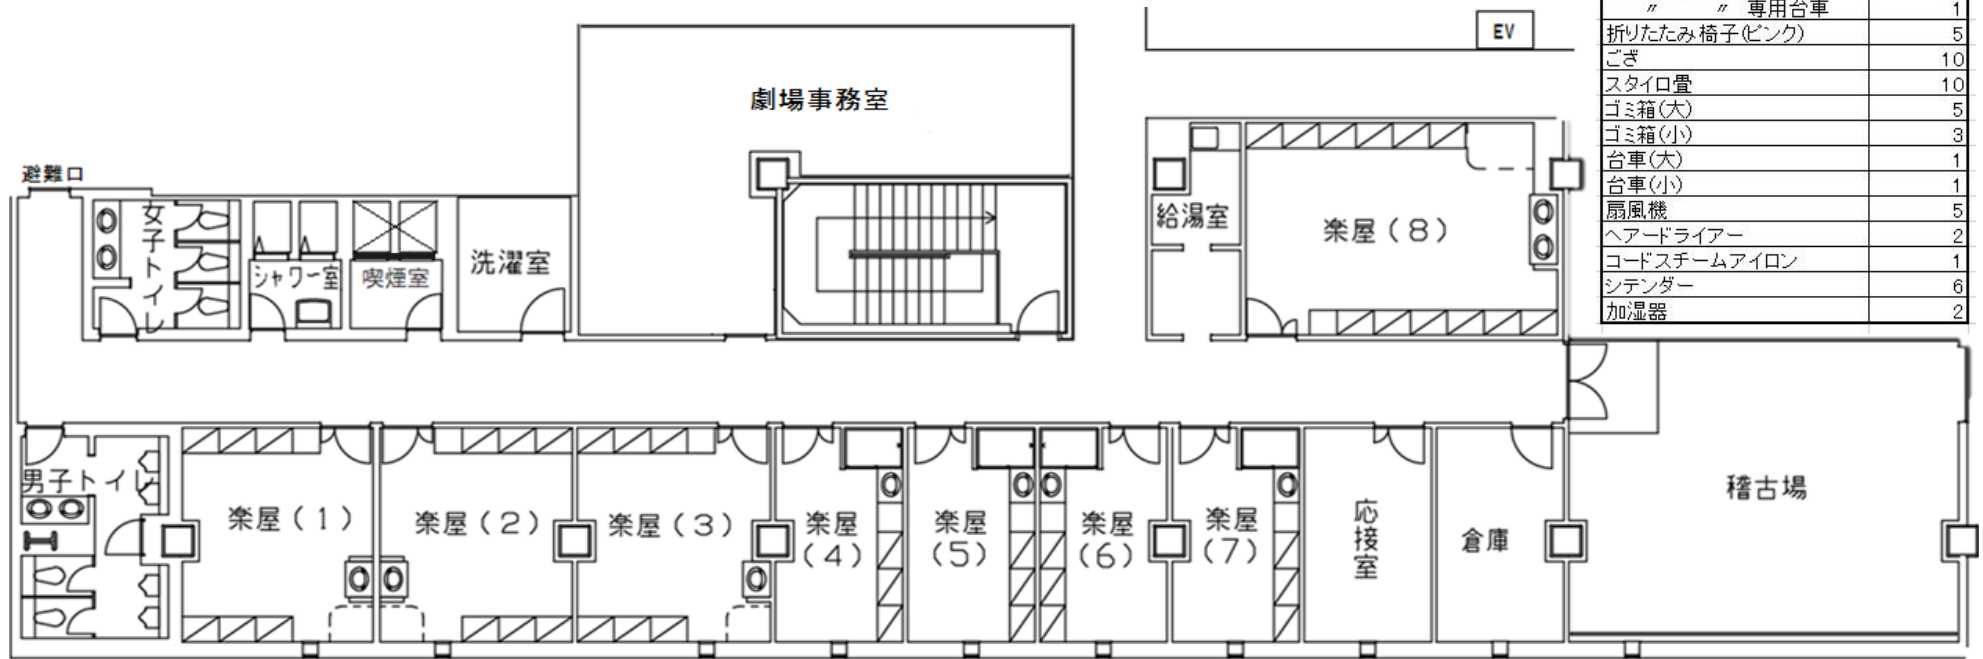 〃 〃 専用台車 1
折りたたみ椅子(ピンク) 5
ござ 10
スタイロ畳 10
ゴミ箱(大) 5
ゴミ箱(小) 3
台車(大) 1
台車(小) 1
扇風機 5
ヘアードライアー 2
コードスチームアイロン 1
シテンダー 6
加湿器 2
EV
劇場事務室
避難口
女子トイレ
シャワー室
喫煙室
洗濯室
給湯室
楽屋(8)
男子トイレ
楽屋(1)
楽屋(2)
楽屋(3)
楽屋
(4)
楽屋
(5)
楽屋
(6)
楽屋
(7)
応接室
倉庫
稽古場